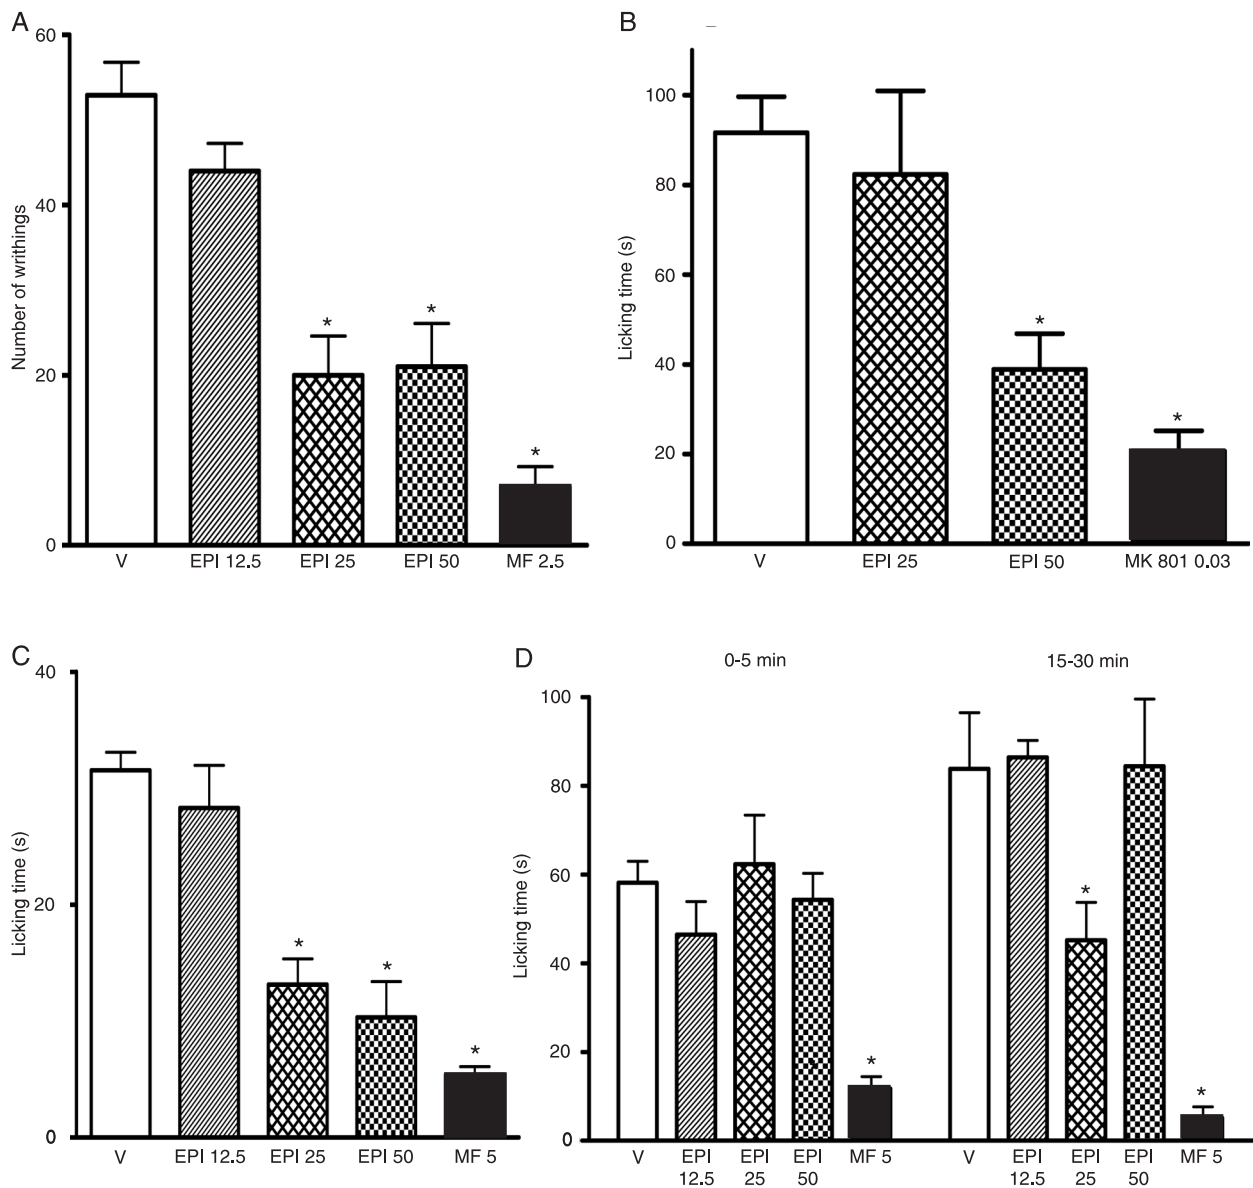 A
60
40
20
0
Number of writhings
*
*
*
V EPI 12.5 EPI 25 EPI 50 MF 2.5
B
100
80
60
40
20
0
Licking time (s)
*
*
V EPI 25 EPI 50 MK 801 0.03
C
40
20
0
Licking time (s)
*
*
*
V EPI 12.5 EPI 25 EPI 50 MF 5
D
0-5 min 15-30 min
100
80
60
40
20
0
Licking time (s)
*
*
*
V EPI EPI EPI MF 5 V EPI EPI EPI MF 5
12.5 25 50 12.5 25 50